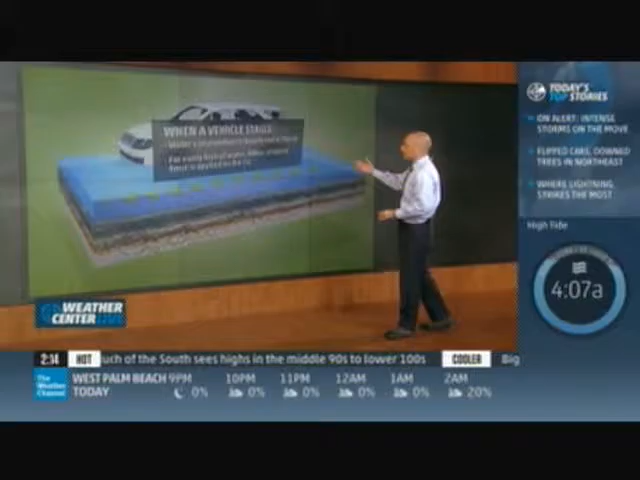 WHEN A VEHICLE STALLS
TODAY'S
TOP STORIES
ON ALERT: INTENSE
STORMS ON THE MOVE
FLIPPED CARS, DOWNED
TREES IN NORTHEAST
WHERE LIGHTNING
STRIKES THE MOST
High Tide
4:07a
WEATHER
CENTER LIVE
2:14 HOT uch of the South sees highs in the middle 90s to lower 100s COOLER Big
The Weather Channel
WEST PALM BEACH 9PM 10PM 11PM 12AM 1AM 2AM
TODAY 0% 0% 0% 0% 0% 20%